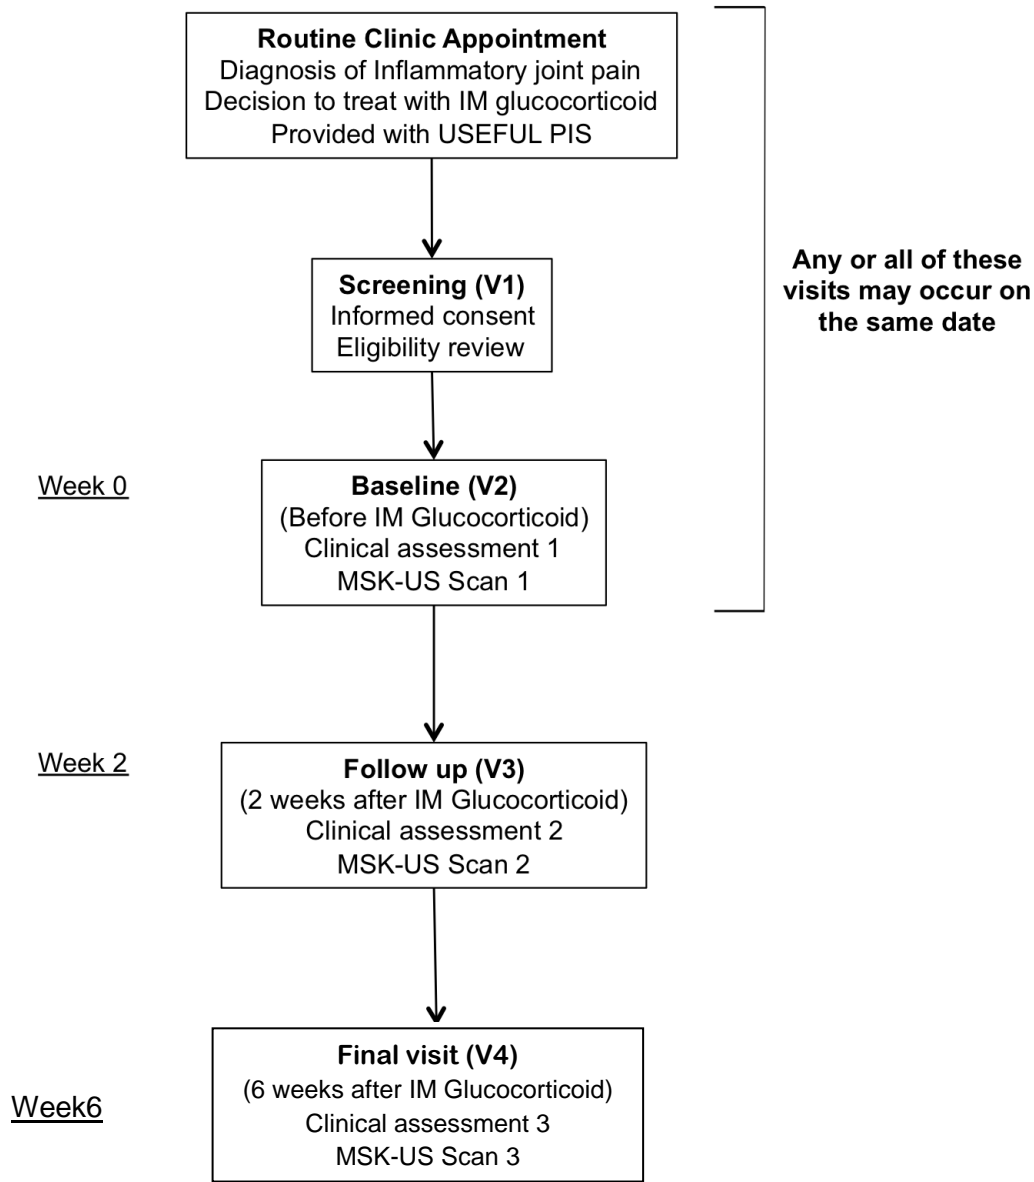 Routine Clinic Appointment
Diagnosis of Inflammatory joint pain
Decision to treat with IM glucocorticoid
Provided with USEFUL PIS
Any or all of these
visits may occur on
the same date
Screening (V1)
Informed consent
Eligibility review
Week 0
Baseline (V2)
(Before IM Glucocorticoid)
Clinical assessment 1
MSK-US Scan 1
Week 2
Follow up (V3)
(2 weeks after IM Glucocorticoid)
Clinical assessment 2
MSK-US Scan 2
Week6
Final visit (V4)
(6 weeks after IM Glucocorticoid)
Clinical assessment 3
MSK-US Scan 3